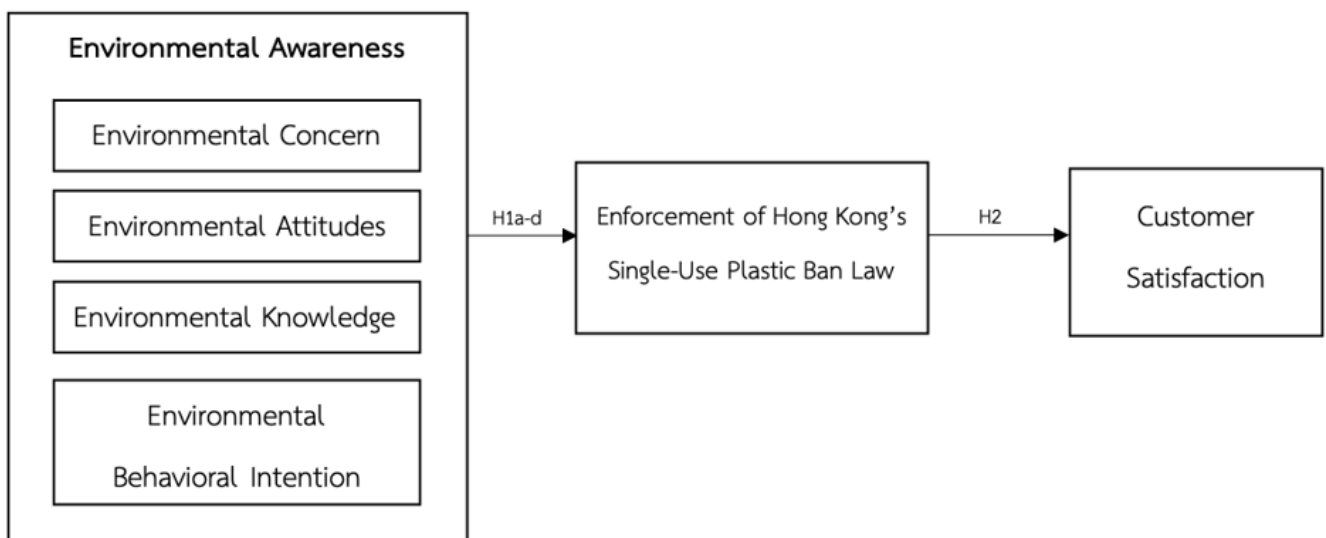 Environmental Awareness
Environmental Concern
Environmental Attitudes
Environmental Knowledge
Environmental
Behavioral Intention
H1a-d
Enforcement of Hong Kong's
Single-Use Plastic Ban Law
H2
Customer
Satisfaction